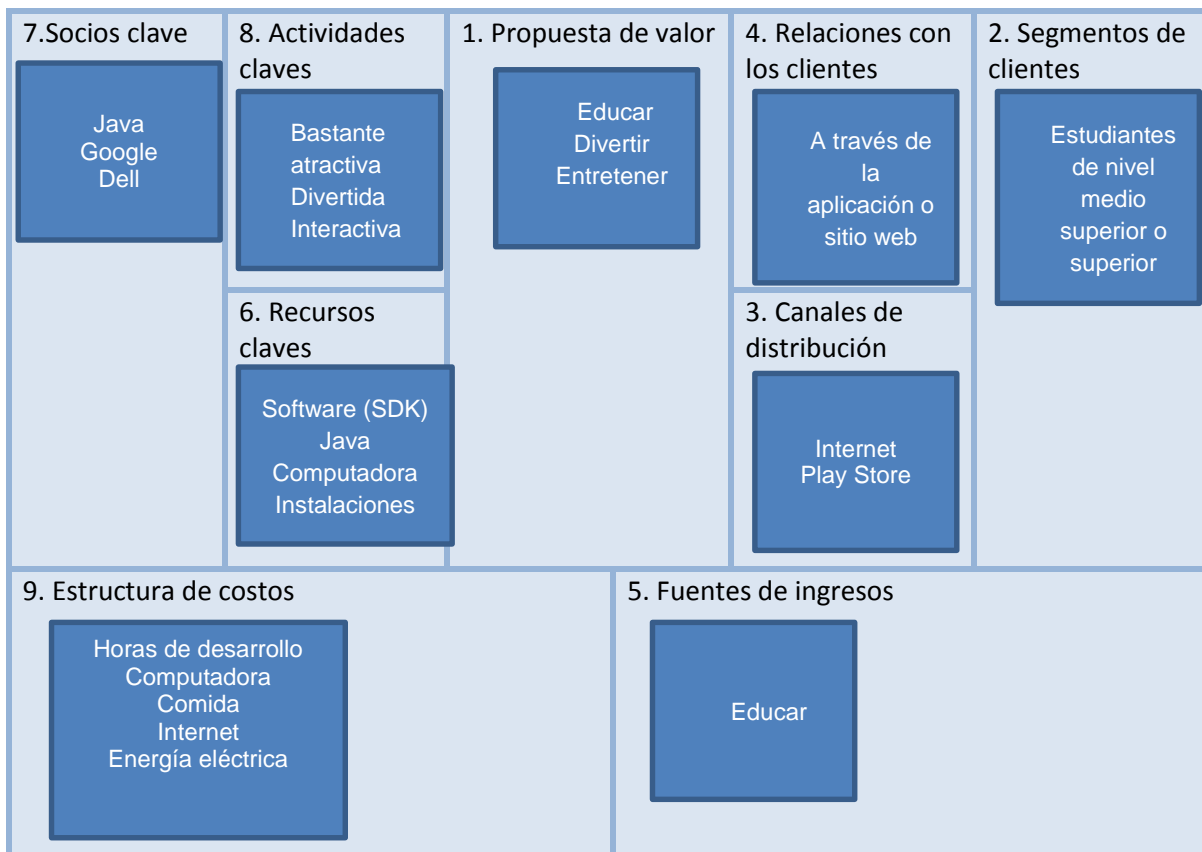 7.Socios clave
Java
Google
Dell
8. Actividades
claves
Bastante
atractiva
Divertida
Interactiva
6. Recursos
claves
Software (SDK)
Java
Computadora
Instalaciones
1. Propuesta de valor
Educar
Divertir
Entretener
4. Relaciones con
los clientes
A través de
la
aplicación o
sitio web
3. Canales de
distribución
Internet
Play Store
2. Segmentos de
clientes
Estudiantes
de nivel
medio
superior o
superior
9. Estructura de costos
Horas de desarrollo
Computadora
Comida
Internet
Energía eléctrica
5. Fuentes de ingresos
Educar